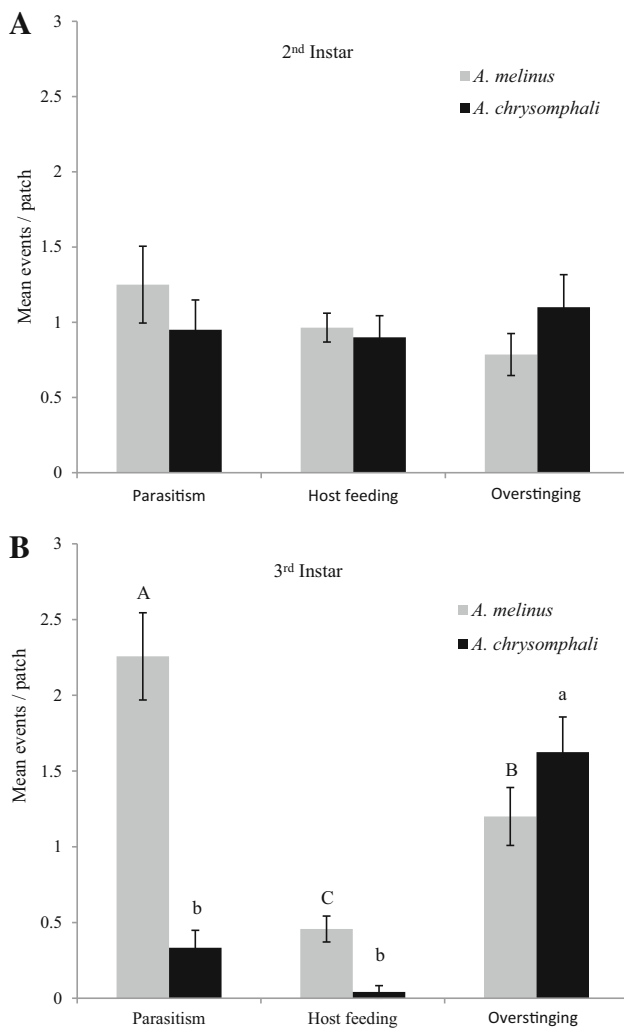 A
2nd Instar
A. melinus
A. chrysomphali
Mean events / patch
3
2.5
2
1.5
1
0.5
0
Parasitism Host feeding Overstinging
B
3rd Instar
A. melinus
A. chrysomphali
Mean events / patch
3
2.5
2
1.5
1
0.5
0
A
b
C
b
B
a
Parasitism Host feeding Overstinging